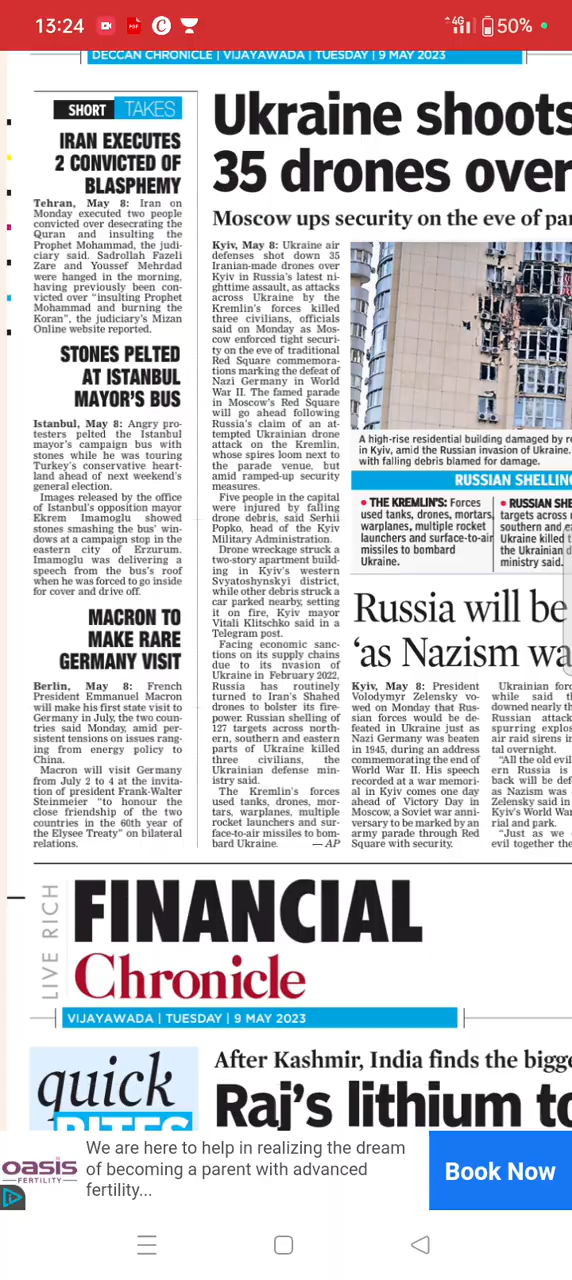 13:24
4G
50%
DECCAN CHRONICLE | VIJAYAWADA | TUESDAY | 9 MAY 2023
SHORT TAKES
IRAN EXECUTES
2 CONVICTED OF
BLASPHEMY
Tehran, May 8: Iran on
Monday executed two people
convicted over desecrating the
Quran and insulting the
Prophet Mohammad, the judi-
ciary said. Sadrollah Fazeli
Zare and Youssef Mehrdad
were hanged in the morning,
having previously been con-
victed over "insulting Prophet
Mohammad and burning the
Koran", the judiciary's Mizan
Online website reported.
STONES PELTED
AT ISTANBUL
MAYOR'S BUS
Istanbul, May 8: Angry pro-
testers pelted the Istanbul
mayor's campaign bus with
stones while he was touring
Turkey's conservative heart-
land ahead of next weekend's
general election.
Images released by the office
of Istanbul's opposition mayor
Ekrem Imamoglu showed
stones smashing the bus' win-
dows at a campaign stop in the
eastern city of Erzurum.
Imamoglu was delivering a
speech from the bus's roof
when he was forced to go inside
for cover and drive off.
MACRON TO
MAKE RARE
GERMANY VISIT
Berlin, May 8: French
President Emmanuel Macron
will make his first state visit to
Germany in July, the two coun-
tries said Monday, amid per-
sistent tensions on issues rang-
ing from energy policy to
China.
Macron will visit Germany
from July 2 to 4 at the invita-
tion of president Frank-Walter
Steinmeier "to honour the
close friendship of the two
countries in the 60th year of
the Elysee Treaty" on bilateral
relations.
Ukraine shoots
35 drones over
Moscow ups security on the eve of par
Kyiv, May 8: Ukraine air
defenses shot down 35
Iranian-made drones over
Kyiv in Russia's latest ni-
ghttime assault, as attacks
across Ukraine by the
Kremlin's forces killed
three civilians, officials
said on Monday as Mos-
cow enforced tight securi-
ty on the eve of traditional
Red Square commemora-
tions marking the defeat of
Nazi Germany in World
War II. The famed parade
in Moscow's Red Square
will go ahead following
Russia's claim of an at-
tempted Ukrainian drone
attack on the Kremlin,
whose spires loom next to
the parade venue, but
amid ramped-up security
measures.
Five people in the capital
were injured by falling
drone debris, said Serhii
Popko, head of the Kyiv
Military Administration.
Drone wreckage struck a
two-story apartment build-
ing in Kyiv's western
Svyatoshynskyi district,
while other debris struck a
car parked nearby, setting
it on fire, Kyiv mayor
Vitali Klitschko said in a
Telegram post.
Facing economic sanc-
tions on its supply chains
due to its nvasion of
Ukraine in February 2022,
Russia has routinely
turned to Iran's Shahed
drones to bolster its fire-
power. Russian shelling of
127 targets across north-
ern, southern and eastern
parts of Ukraine killed
three civilians, the
Ukrainian defense min-
istry said.
The Kremlin's forces
used tanks, drones, mor-
tars, warplanes, multiple
rocket launchers and sur-
face-to-air missiles to bom-
bard Ukraine. — AP
A high-rise residential building damaged by re
in Kyiv, amid the Russian invasion of Ukraine.
with falling debris blamed for damage.
RUSSIAN SHELLING
• THE KREMLIN'S: Forces
used tanks, drones, mortars,
warplanes, multiple rocket
launchers and surface-to-air
missiles to bombard
Ukraine.
• RUSSIAN SHE
targets across
southern and e
Ukraine killed t
the Ukrainian d
ministry said.
Russia will be
'as Nazism wa
Kyiv, May 8: President
Volodymyr Zelensky vo-
wed on Monday that Rus-
sian forces would be de-
feated in Ukraine just as
Nazi Germany was beaten
in 1945, during an address
commemorating the end of
World War II. His speech
recorded at a war memori-
al in Kyiv comes one day
ahead of Victory Day in
Moscow, a Soviet war anni-
versary to be marked by an
army parade through Red
Square with security.
Ukrainian forc
while said th
downed nearly th
Russian attack
spurring explos
air raid sirens in
tal overnight.
"All the old evil
ern Russia is
back will be def
as Nazism was
Zelensky said in
Kyiv's World War
rial and park.
"Just as we
evil together the
LIVE RICH
FINANCIAL
Chronicle
VIJAYAWADA | TUESDAY | 9 MAY 2023
quick
BITES
After Kashmir, India finds the bigge
Raj's lithium to
oasis
FERTILITY
We are here to help in realizing the dream
of becoming a parent with advanced
fertility...
Book Now